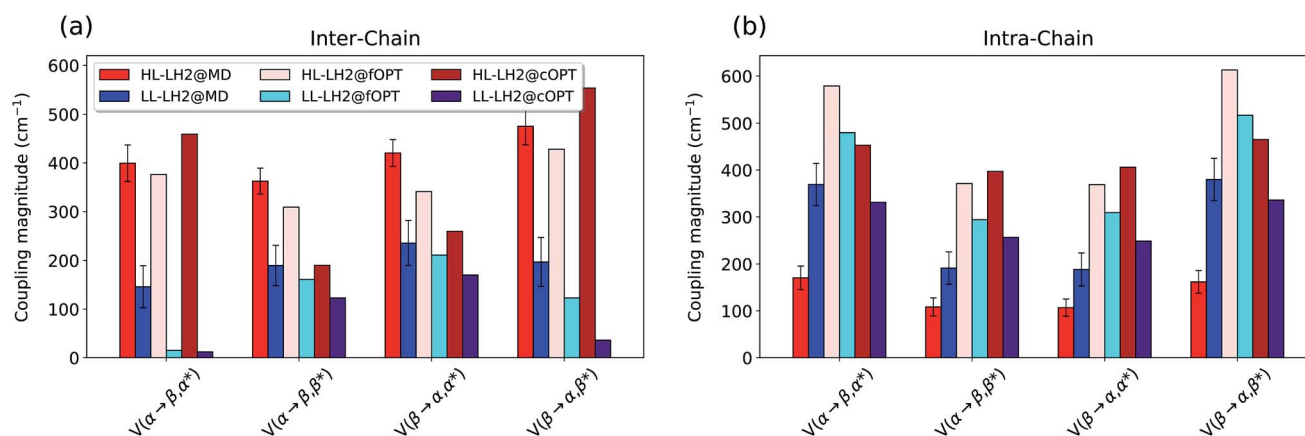 (a)
Inter-Chain
Coupling magnitude (cm⁻¹)
600
500
400
300
200
100
0
HL-LH2@MD
LL-LH2@MD
HL-LH2@fOPT
LL-LH2@fOPT
HL-LH2@cOPT
LL-LH2@cOPT
V(α→β,α*)
V(α→β,β*)
V(β→α,α*)
V(β→α,β*)
(b)
Intra-Chain
Coupling magnitude (cm⁻¹)
600
500
400
300
200
100
0
V(α→β,α*)
V(α→β,β*)
V(β→α,α*)
V(β→α,β*)